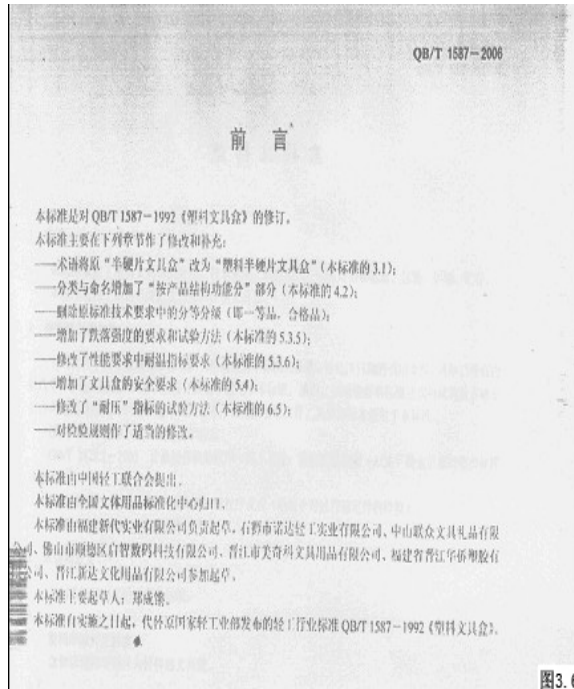 QB/T 1587-2006
前 言
本标准是对 QB/T 1587-1992《塑料文具盒》的修订。
本标准主要在下列章节作了修改和补充:
——术语将原“半硬片文具盒”改为“塑料半硬片文具盒”(本标准的 3.1);
——分类与命名增加了“按产品结构功能分”部分(本标准的 4.2);
——删除原标准技术要求中的分等分级(即一等品、合格品);
——增加了跌落强度的要求和试验方法(本标准的 5.3.5);
——修改了性能要求中耐温指标要求(本标准的 5.3.6);
——增加了文具盒的安全要求(本标准的 5.4);
——修改了“耐压”指标的试验方法(本标准的 6.5);
——对检验规则作了适当的修改。
本标准由中国轻工联合会提出。
本标准由全国文体用品标准化中心归口。
本标准由福建新代实业有限公司负责起草。石狮市诺达轻工实业有限公司、中山联众文具礼品有限
公司、佛山市顺德区启智数码科技有限公司、晋江市美奇科文具用品有限公司、福建省晋江华侨塑胶有
公司、晋江新达文化用品有限公司参加起草。
本标准主要起草人:郑成
本标准自实施之日起,代替原国家轻工业部发布的轻工行业标准 QB/T 1587-1992《塑料文具盒》。
图3.6